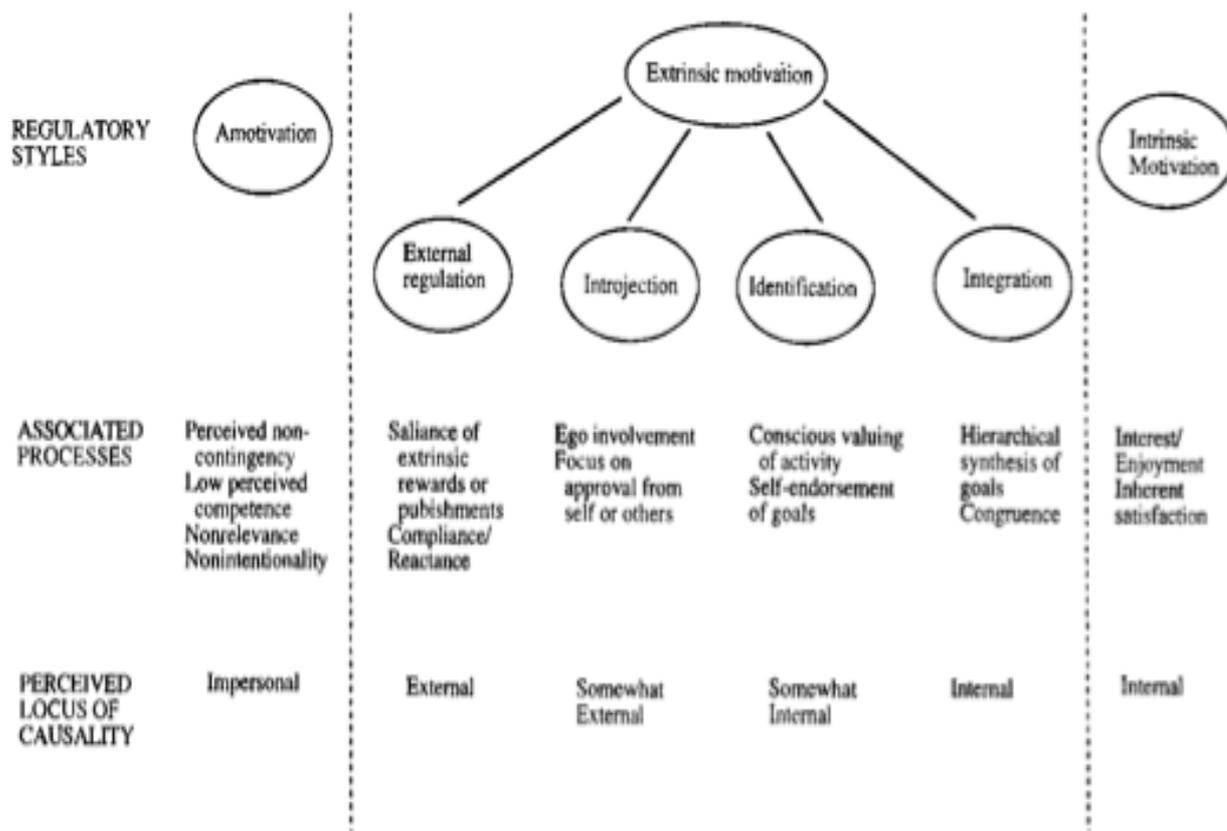 Extrinsic motivation
REGULATORY
STYLES
Amotivation
Intrinsic
Motivation
External
regulation
Introjection
Identification
Integration
ASSOCIATED
PROCESSES
Perceived non-
contingency
Low perceived
competence
Nonrelevance
Nonintentionality
Saliance of
extrinsic
rewards or
pubishments
Compliance/
Reactance
Ego involvement
Focus on
approval from
self or others
Conscious valuing
of activity
Self-endorsement
of goals
Hierarchical
synthesis of
goals
Congruence
Interest/
Enjoyment
Inherent
satisfaction
PERCEIVED
LOCUS OF
CAUSALITY
Impersonal
External
Somewhat
External
Somewhat
Internal
Internal
Internal